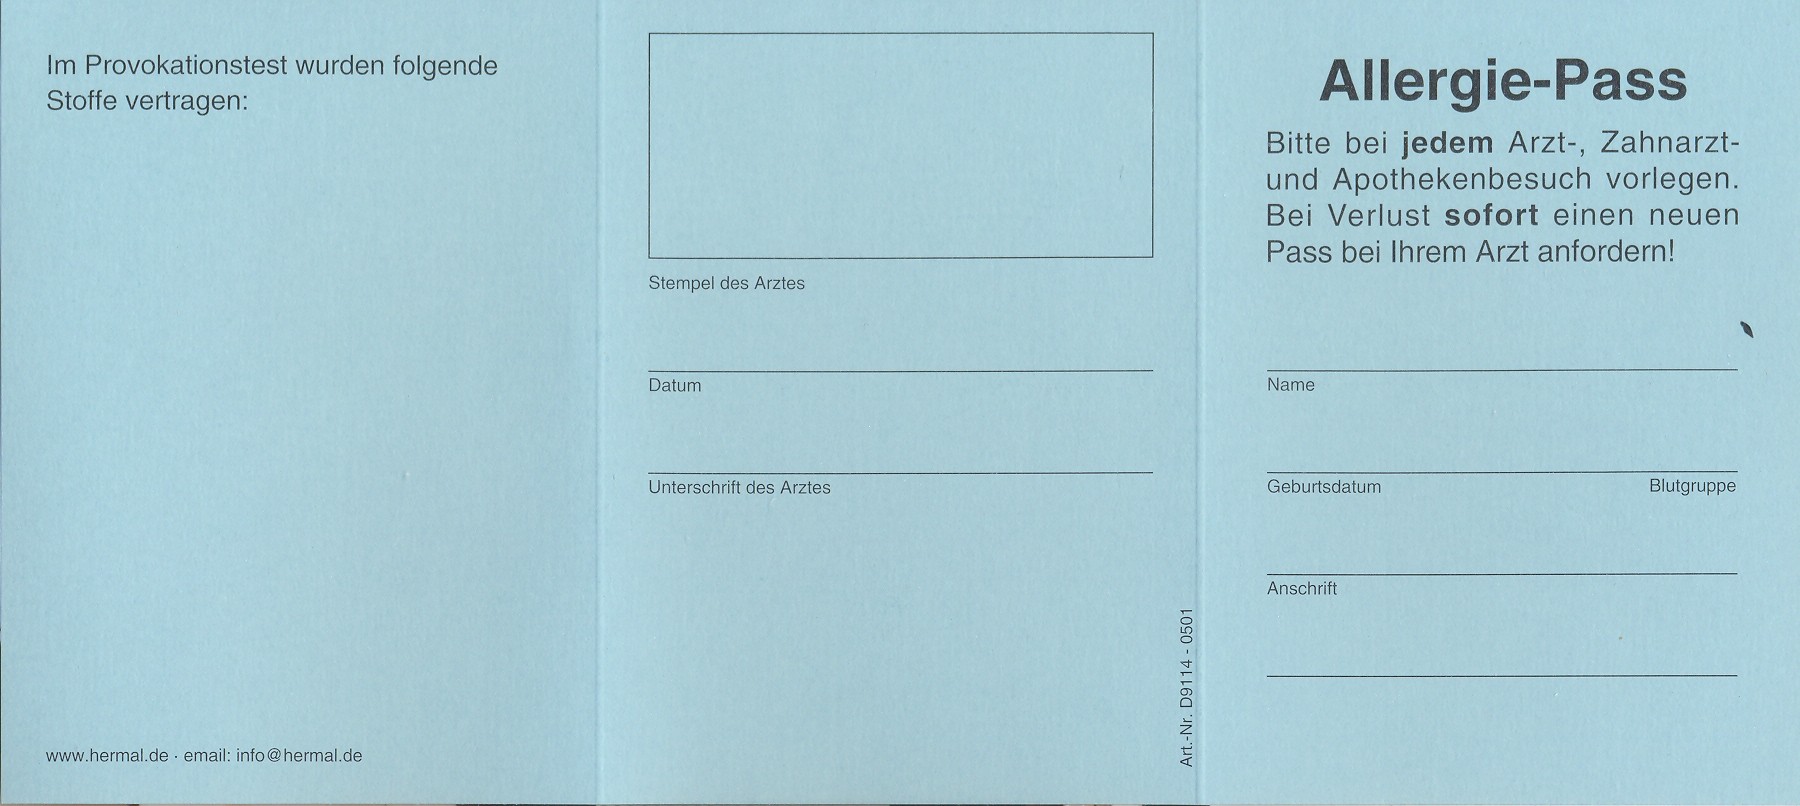 Im Provokationstest wurden folgende
Stoffe vertragen:
www.hermal.de · email: info@hermal.de
Stempel des Arztes
Datum
Unterschrift des Arztes
Art.-Nr. D9114 - 0501
Allergie-Pass
Bitte bei jedem Arzt-, Zahnarzt-
und Apothekenbesuch vorlegen.
Bei Verlust sofort einen neuen
Pass bei Ihrem Arzt anfordern!
Name
Geburtsdatum Blutgruppe
Anschrift